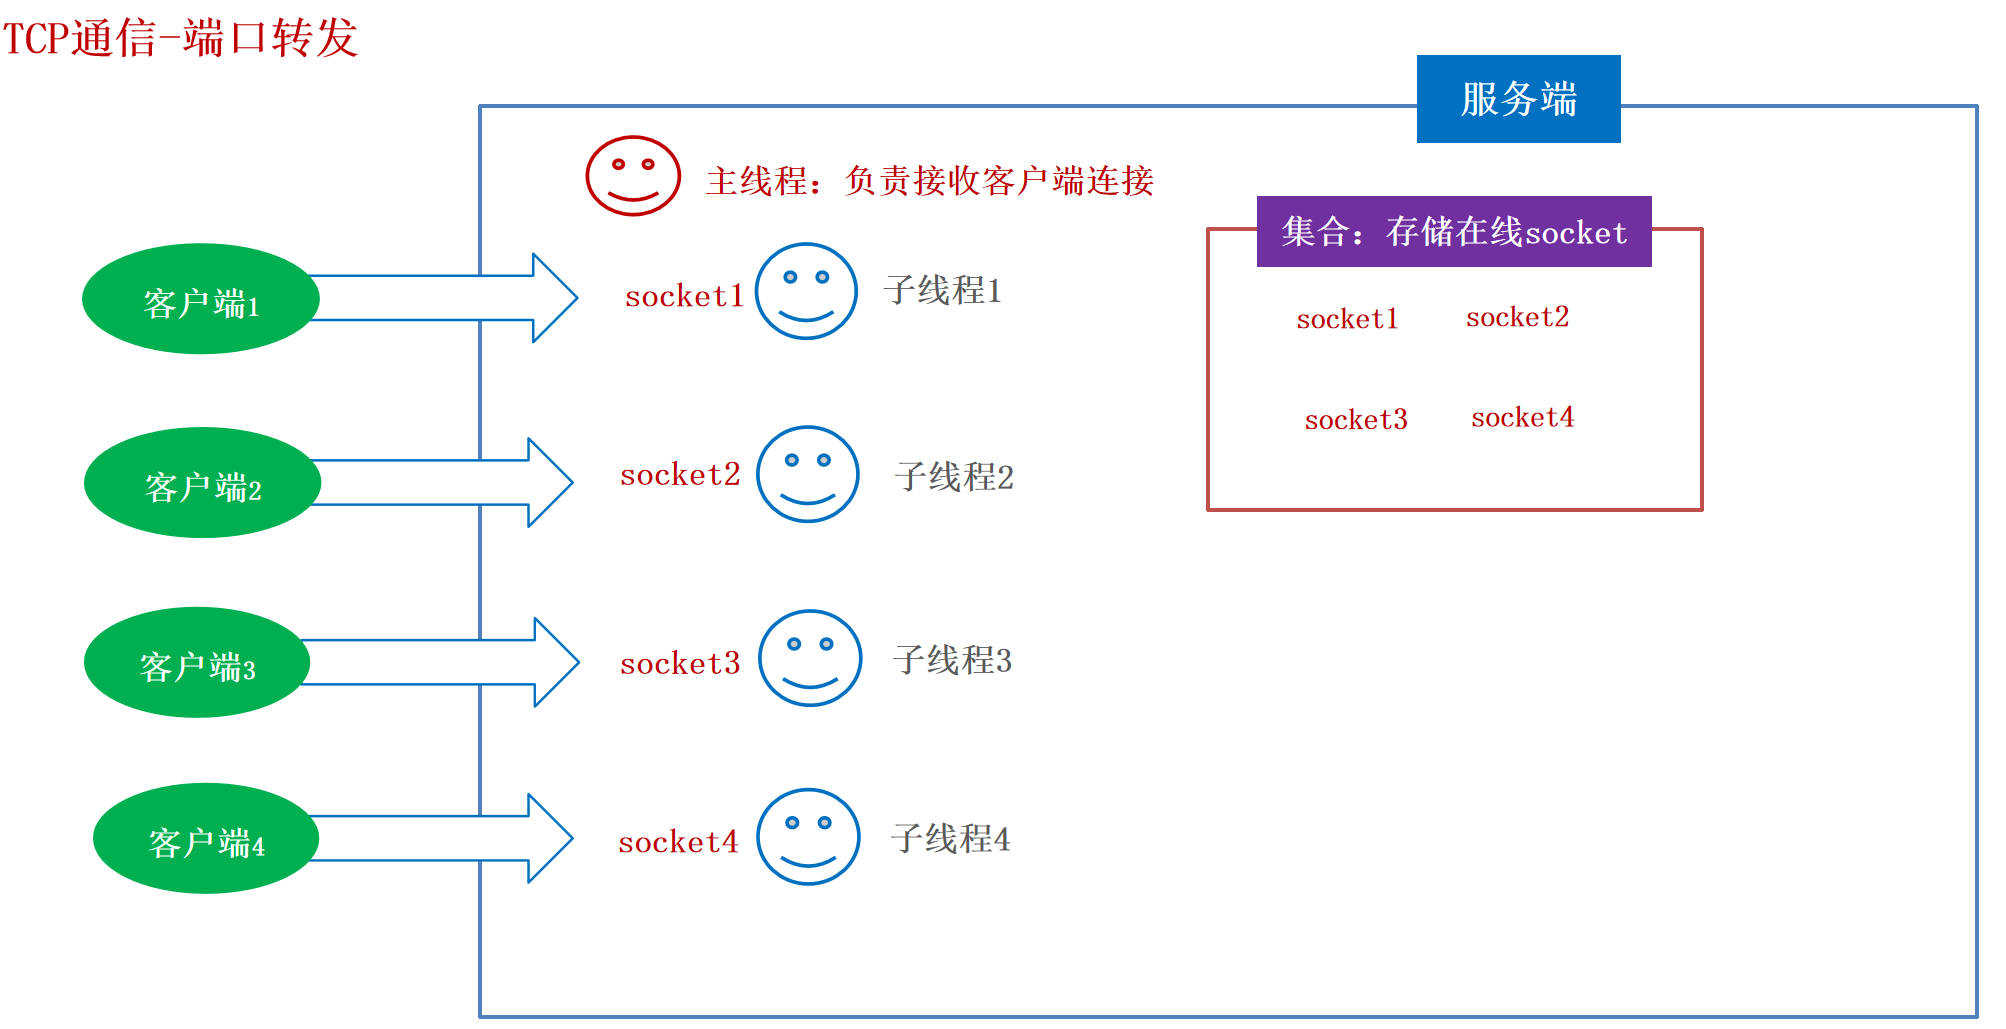 TCP通信-端口转发
服务端
主线程：负责接收客户端连接
集合：存储在线socket
客户端1
socket1
子线程1
socket1
socket2
socket3
socket4
客户端2
socket2
子线程2
客户端3
socket3
子线程3
客户端4
socket4
子线程4